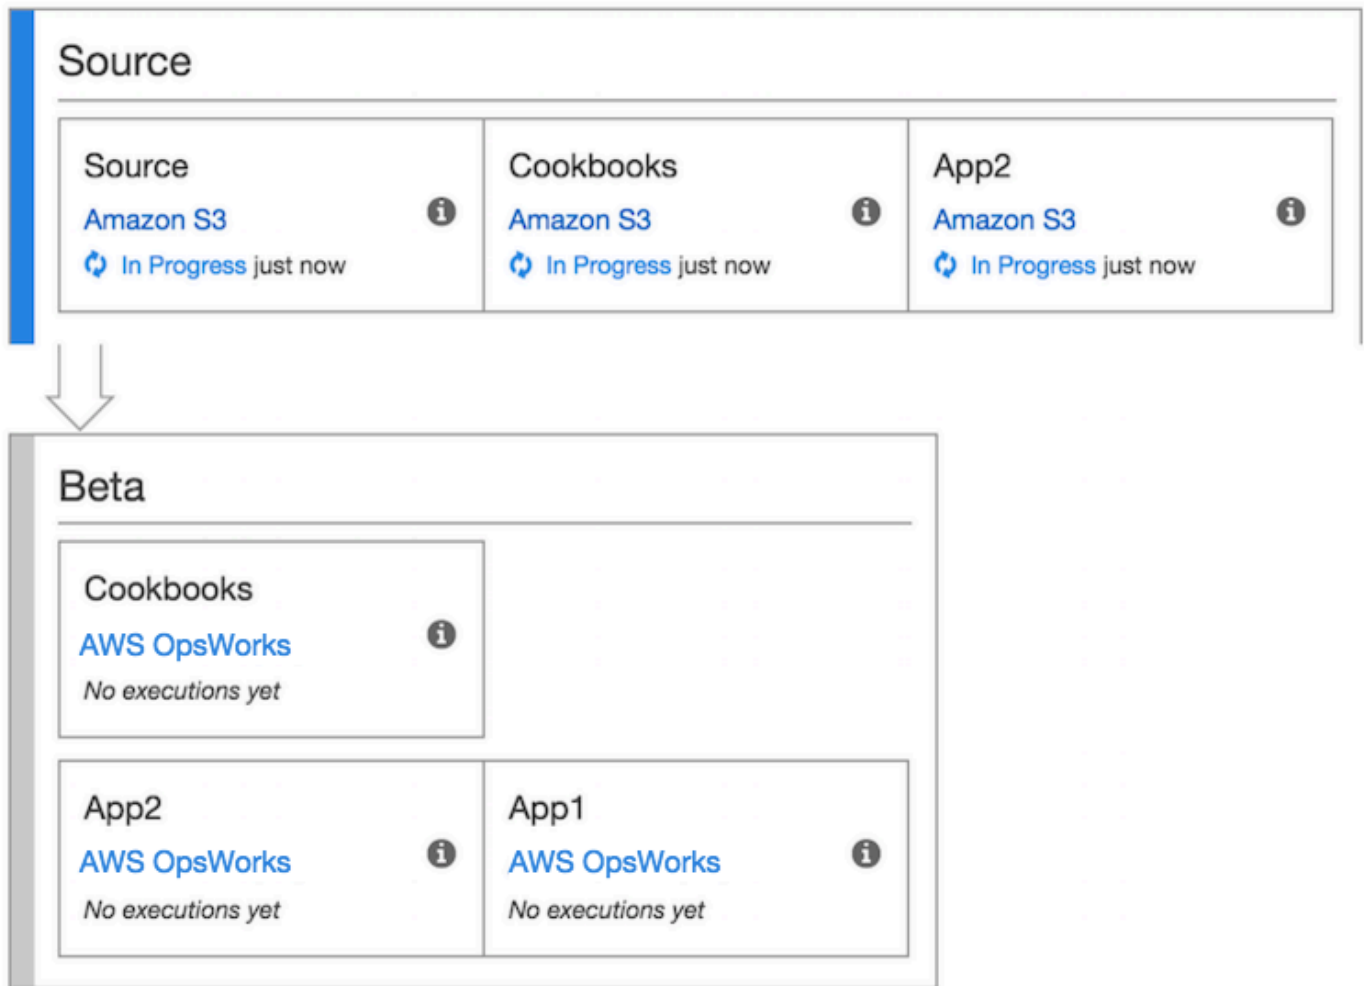 Source
Source
Amazon S3
In Progress just now
Cookbooks
Amazon S3
In Progress just now
App2
Amazon S3
In Progress just now
Beta
Cookbooks
AWS OpsWorks
No executions yet
App2
AWS OpsWorks
No executions yet
App1
AWS OpsWorks
No executions yet